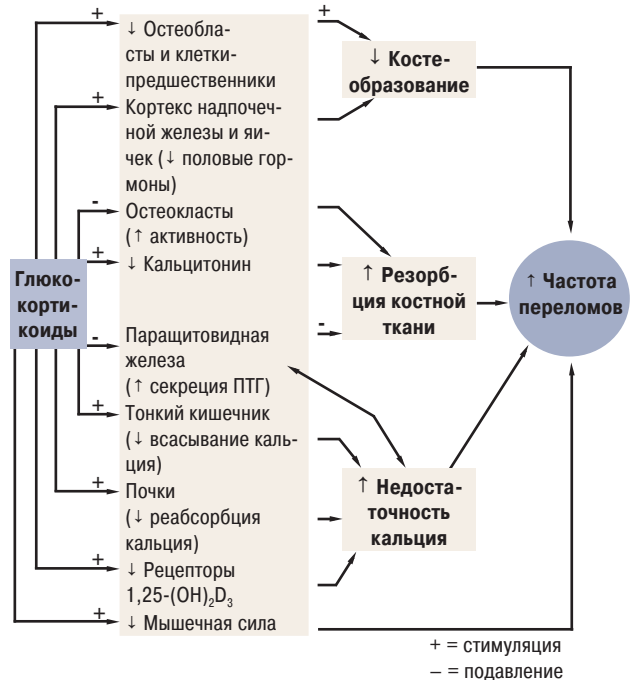 Глюко-
корти-
коиды
+
↓ Остеобла-
сты и клетки-
предшественники
+
Кортекс надпочеч-
ной железы и яи-
чек (↓ половые гор-
моны)
-
Остеокласты
(↑ активность)
+
↓ Кальцитонин
-
Паращитовидная
железа
(↑ секреция ПТГ)
+
Тонкий кишечник
(↓ всасывание каль-
ция)
+
Почки
(↓ реабсорбция
кальция)
+
↓ Рецепторы
1,25-(OH)₂D₃
+
↓ Мышечная сила
+
↓ Косте-
образование
↑ Резорб-
ция костной
ткани
-
↑ Недоста-
точность
кальция
↑ Частота
переломов
+ = стимуляция
– = подавление